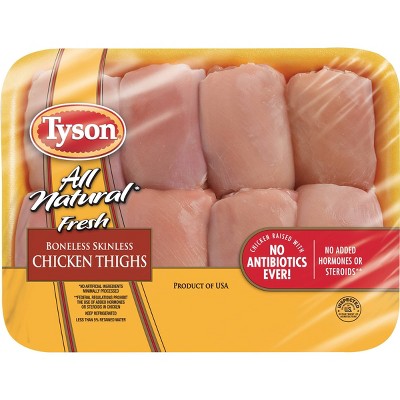 Tyson
All
Natural*
Fresh
BONELESS SKINLESS
CHICKEN THIGHS
*NO ARTIFICIAL INGREDIENTS
MINIMALLY PROCESSED
**FEDERAL REGULATIONS PROHIBIT
THE USE OF ADDED HORMONES
OR STEROIDS IN CHICKEN
KEEP REFRIGERATED
LESS THAN 5% RETAINED WATER
PRODUCT OF USA
CHICKEN RAISED WITH
NO
ANTIBIOTICS
EVER!
NO ADDED
HORMONES OR
STEROIDS**
INSPECTED